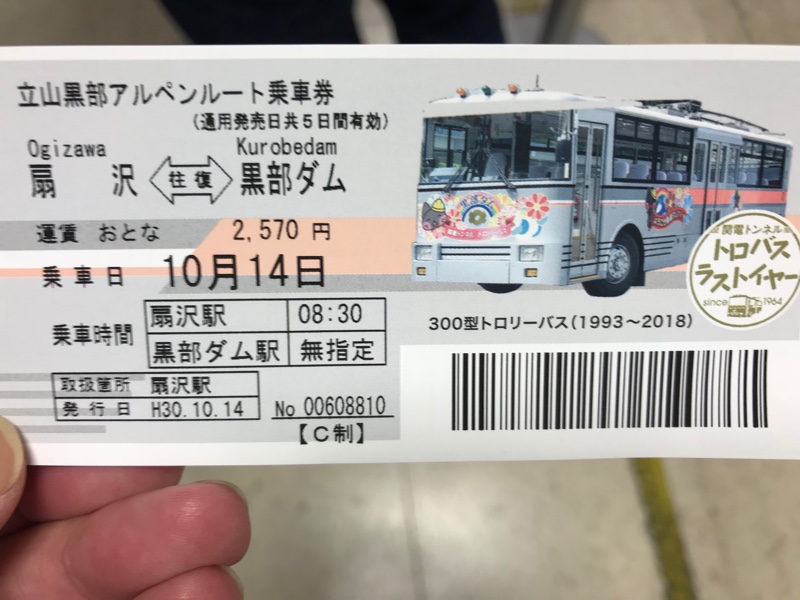 立山黒部アルペンルート乗車券
(通用発売日共5日間有効)
Ogizawa Kurobedam
扇沢 往復 黒部ダム
運賃 おとな 2,570 円
乗車日 10月14日
乗車時間 扇沢駅 08:30
黒部ダム駅 無指定
取扱箇所 扇沢駅
発行日 H30.10.14
No 00608810
【C制】
関電トンネル
トロバス
ラストイヤー
since 1964
300型トロリーバス(1993～2018)